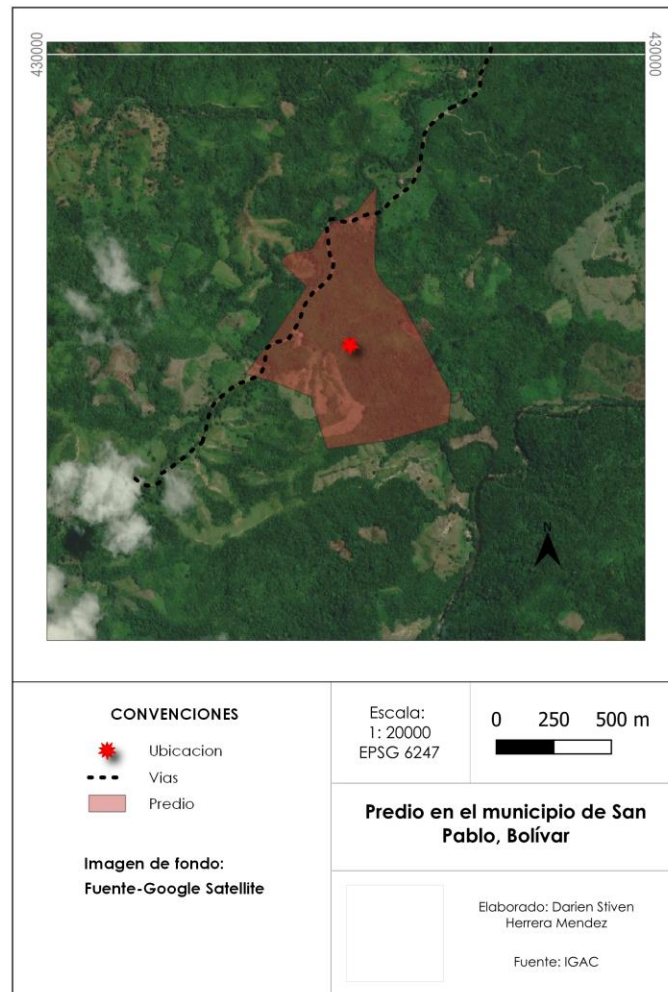 430000
430000
N
CONVENCIONES
Ubicacion
Vias
Predio
Imagen de fondo:
Fuente-Google Satellite
Escala:
1: 20000
EPSG 6247
0 250 500 m
Predio en el municipio de San
Pablo, Bolívar
Elaborado: Darien Stiven
Herrera Mendez
Fuente: IGAC